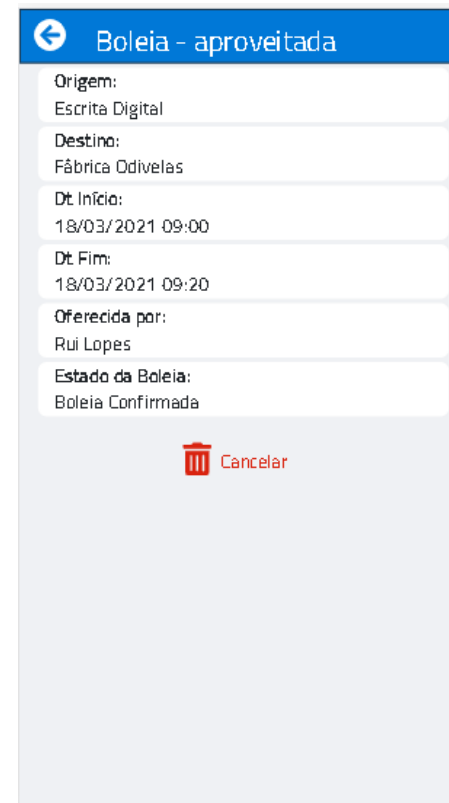 Boleia - aproveitada
Origem:
Escrita Digital
Destino:
Fábrica Odivelas
Dt Início:
18/03/2021 09:00
Dt Fim:
18/03/2021 09:20
Oferecida por:
Rui Lopes
Estado da Boleia:
Boleia Confirmada
Cancelar